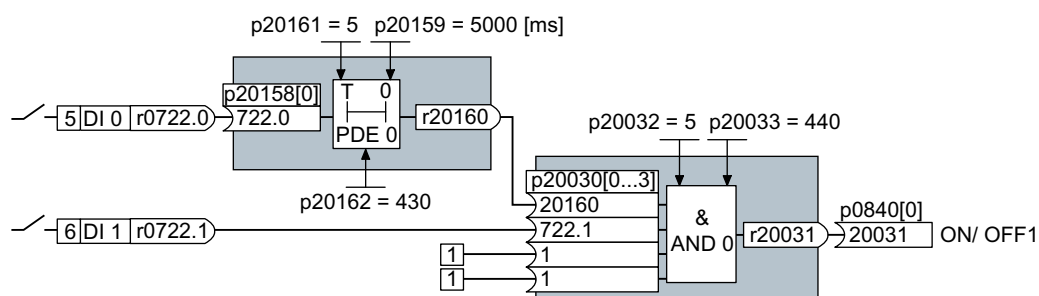 p20161 = 5 p20159 = 5000 [ms]
p20158[0]
T 0
5 DI 0 r0722.0 722.0 r20160
PDE 0
p20032 = 5 p20033 = 440
p20162 = 430
p20030[0...3]
20160
&
p0840[0]
6 DI 1 r0722.1 722.1 AND 0 r20031 20031 ON/ OFF1
1 1
1 1